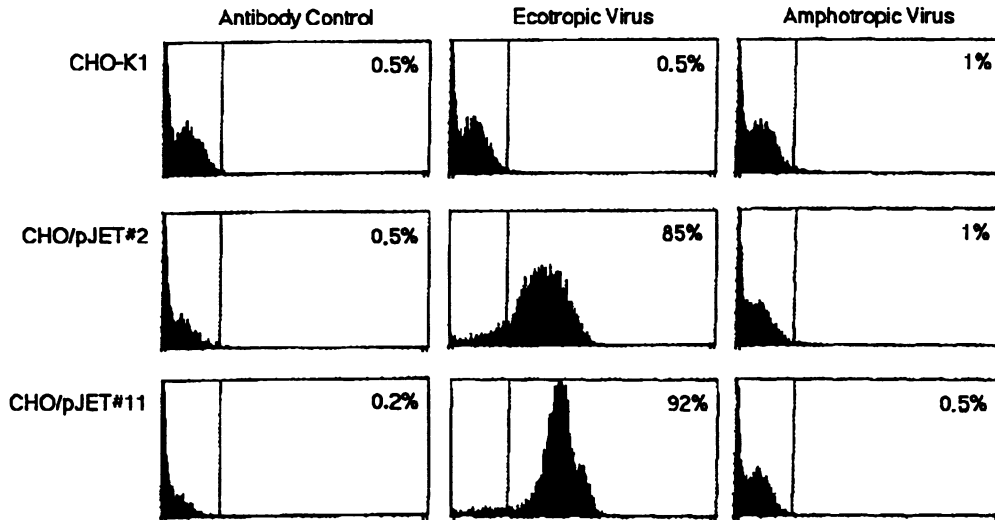 Antibody Control Ecotropic Virus Amphotropic Virus
CHO-K1 0.5% 0.5% 1%
CHO/pJET#2 0.5% 85% 1%
CHO/pJET#11 0.2% 92% 0.5%